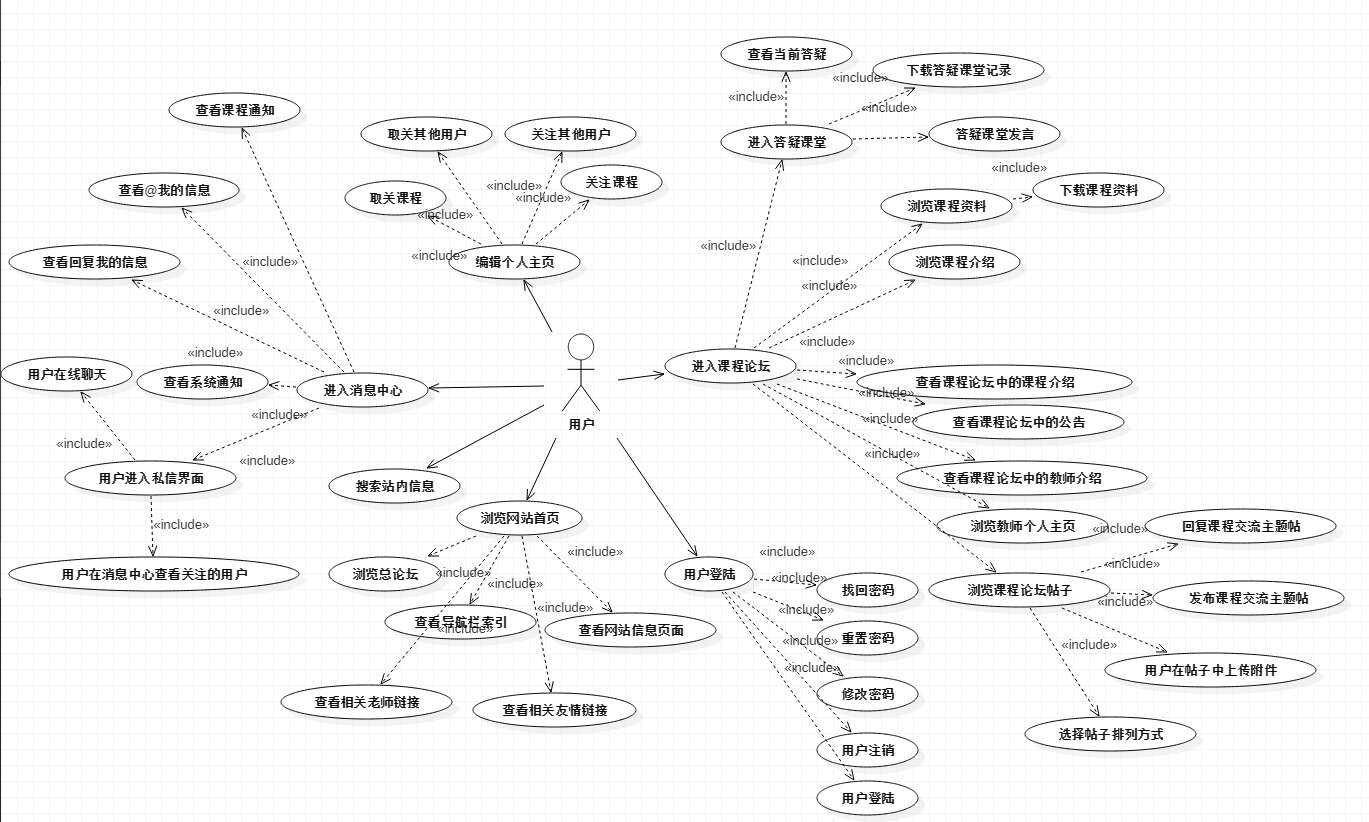 查看当前答疑
«include»
下载答疑课堂记录
«include»
«include»
进入答疑课堂
答疑课堂发言
«include»
浏览课程资料
下载课程资料
«include»
«include»
浏览课程介绍
«include»
查看课程通知
取关其他用户
关注其他用户
取关课程
关注课程
«include»
«include»
«include»
«include»
编辑个人主页
查看@我的信息
查看回复我的信息
«include»
«include»
«include»
用户在线聊天
查看系统通知
进入消息中心
«include»
«include»
«include»
用户进入私信界面
«include»
用户在消息中心查看关注的用户
用户
进入课程论坛
«include»
«include»
查看课程论坛中的课程介绍
«include»
查看课程论坛中的公告
«include»
«include»
查看课程论坛中的教师介绍
浏览教师个人主页
«include»
回复课程交流主题帖
«include»
浏览课程论坛帖子
«include»
发布课程交流主题帖
«include»
用户在帖子中上传附件
选择帖子排列方式
搜索站内信息
浏览网站首页
浏览总论坛
«include»
«include»
«include»
«include»
查看导航栏索引
«include»
查看网站信息页面
查看相关老师链接
查看相关友情链接
用户登陆
«include»
«include»
找回密码
«include»
重置密码
«include»
«include»
修改密码
用户注销
用户登陆